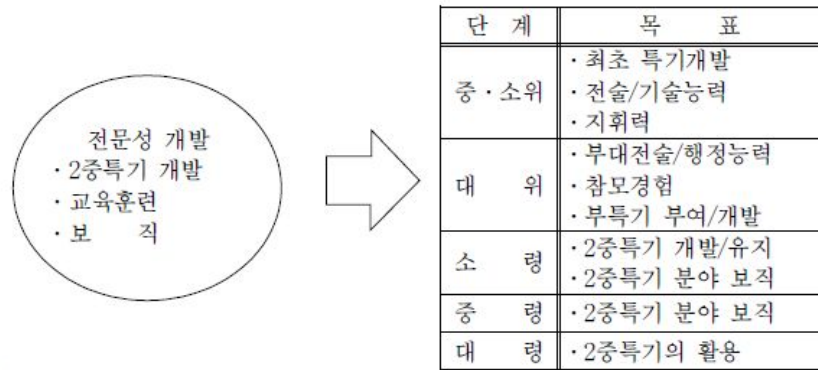 전문성 개발
· 2중특기 개발
· 교육훈련
· 보 직
단 계 목 표
중 · 소위
· 최초 특기개발
· 전술/기술능력
· 지휘력
대 위
· 부대전술/행정능력
· 참모경험
· 부특기 부여/개발
소 령
· 2중특기 개발/유지
· 2중특기 분야 보직
중 령
· 2중특기 분야 보직
대 령
· 2중특기의 활용